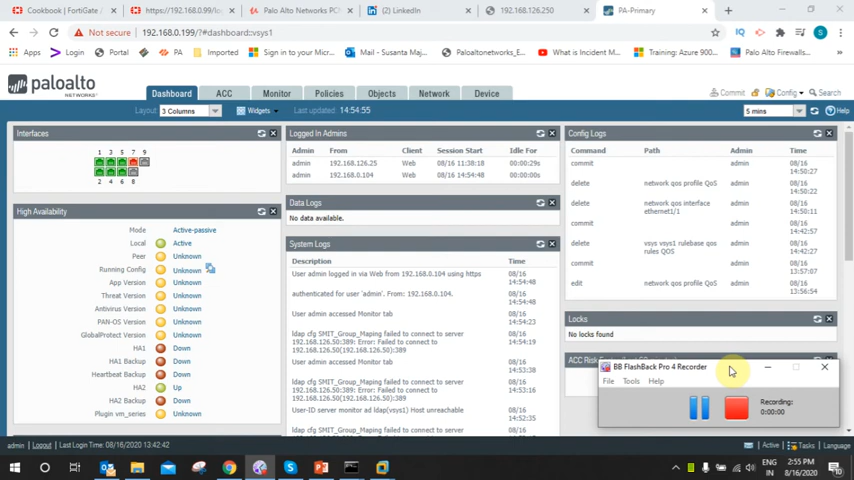 Cookbook | FortiGate /
https://192.168.0.99/lo
Palo Alto Networks PC
(2) LinkedIn
192.168.126.250
PA-Primary
Not secure
192.168.0.199/?#dashboard:vsys1
Apps
Login
Portal
PA
Imported
Sign in to your Micr...
Mail - Susanta Maj...
Paloaltonetworks_E...
What is Incident M...
Training: Azure 900...
Palo Alto Firewalls...
paloalto
NETWORKS
Dashboard
ACC
Monitor
Policies
Objects
Network
Device
Commit
Config
Search
Layout: 3 Columns
Widgets
Last updated: 14:54:55
5 mins
Help
Interfaces
1 3 5 7 9
2 4 6 8
High Availability
Mode Active-passive
Local Active
Peer Unknown
Running Config Unknown
App Version Unknown
Threat Version Unknown
Antivirus Version Unknown
PAN-OS Version Unknown
GlobalProtect Version Unknown
HA1 Down
HA1 Backup Down
Heartbeat Backup Down
HA2 Up
HA2 Backup Down
Plugin vm_series Unknown
Logged In Admins
Admin From Client Session Start Idle For
admin 192.168.126.25 Web 08/16 11:38:18 00:00:29s
admin 192.168.0.104 Web 08/16 14:54:48 00:00:00s
Data Logs
No data available.
System Logs
Description Time
User admin logged in via Web from 192.168.0.104 using https 08/16 14:54:48
authenticated for user 'admin'. From: 192.168.0.104. 08/16 14:54:48
User admin accessed Monitor tab 08/16 14:54:23
ldap cfg SMIT_Group_Maping failed to connect to server 192.168.126.50:389: Error: Failed to connect to 192.168.126.50(192.168.126.50):389 08/16 14:53:38
User admin accessed Monitor tab 08/16 14:53:24
ldap cfg SMIT_Group_Maping failed to connect to server 192.168.126.50:389: Error: Failed to connect to 192.168.126.50(192.168.126.50):389 08/16 14:53:16
User-ID server monitor ad ldap(vsys1) Host unreachable 08/16 14:52:35
Config Logs
Command Path Admin Time
commit admin 08/16 14:50:27
delete network qos profile QoS admin 08/16 14:50:22
delete network qos interface ethernet1/1 admin 08/16 14:50:11
commit admin 08/16 14:42:57
delete vsys vsys1 rulebase qos rules QOS admin 08/16 14:42:27
commit admin 08/16 13:57:07
edit network qos profile QoS admin 08/16 13:56:54
Locks
No locks found
BB FlashBack Pro 4 Recorder
File Tools Help
Recording:
0:00:00
admin | Logout | Last Login Time: 08/16/2020 13:42:42
Active
Tasks
Language
ENG
IN
2:55 PM
8/16/2020